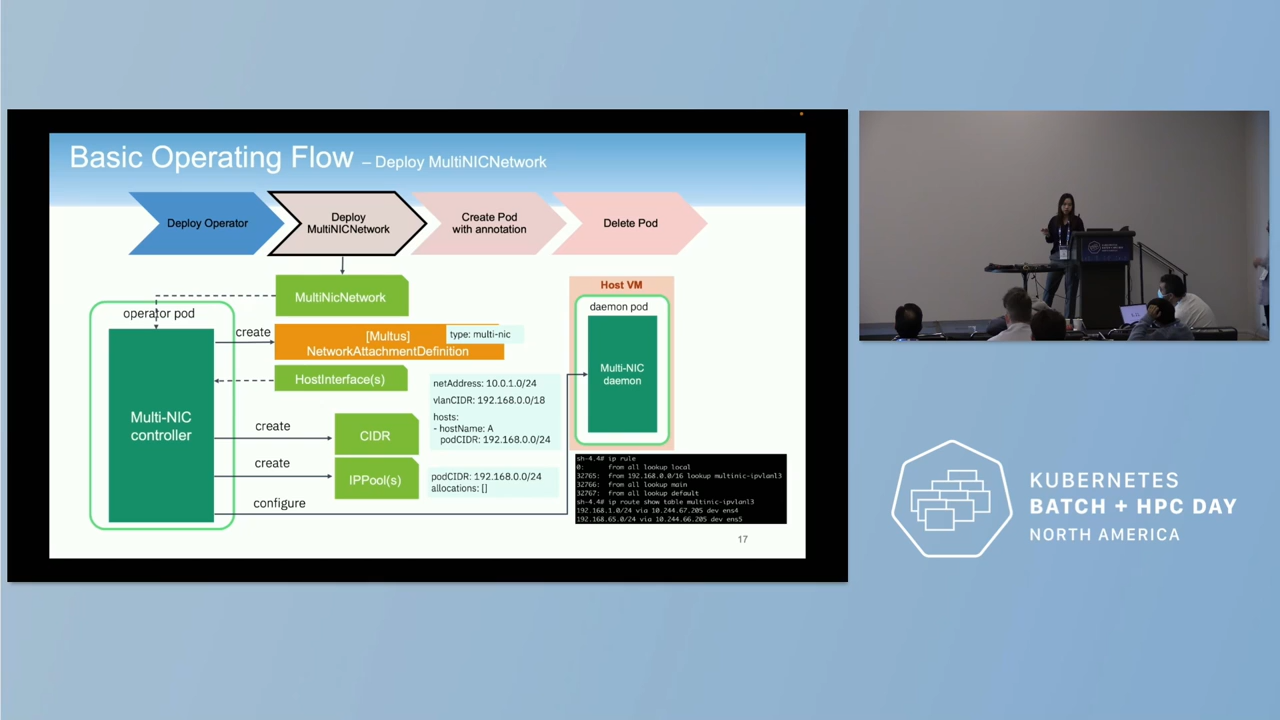 Basic Operating Flow – Deploy MultiNICNetwork
Deploy Operator
Deploy
MultiNICNetwork
Create Pod
with annotation
Delete Pod
MultiNicNetwork
operator pod
Multi-NIC
controller
create
[Multus]
NetworkAttachmentDefinition
type: multi-nic
HostInterface(s)
create
CIDR
netAddress: 10.0.1.0/24
vlanCIDR: 192.168.0.0/18
hosts:
- hostName: A
podCIDR: 192.168.0.0/24
create
IPPool(s)
podCIDR: 192.168.0.0/24
allocations: []
configure
Host VM
daemon pod
Multi-NIC
daemon
sh-4.4# ip rule
0: from all lookup local
32765: from 192.168.0.0/16 lookup multinic-ipvlanl3
32766: from all lookup main
32767: from all lookup default
sh-4.4# ip route show table multinic-ipvlanl3
192.168.1.0/24 via 10.244.67.205 dev ens4
192.168.65.0/24 via 10.244.66.205 dev ens5
17
KUBERNETES
BATCH + HPC DAY
NORTH AMERICA